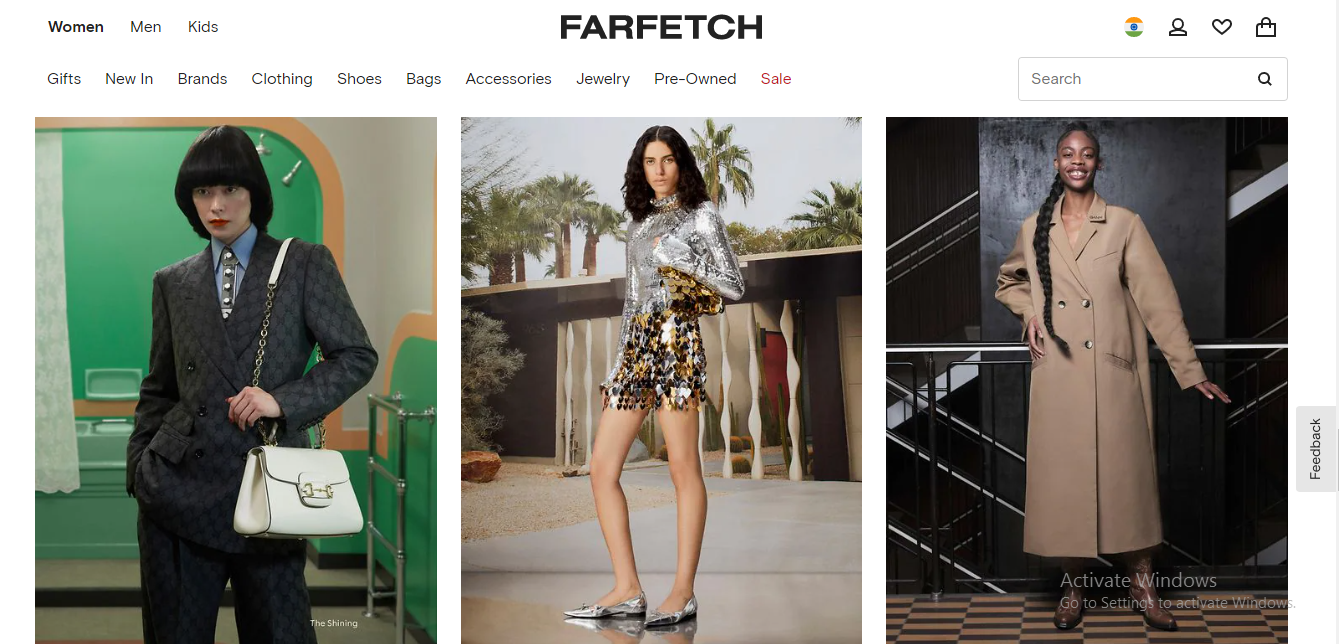 Women Men Kids
FARFETCH
Gifts New In Brands Clothing Shoes Bags Accessories Jewelry Pre-Owned Sale
Search
The Shining
Feedback
Activate Windows
Go to Settings to activate Windows.